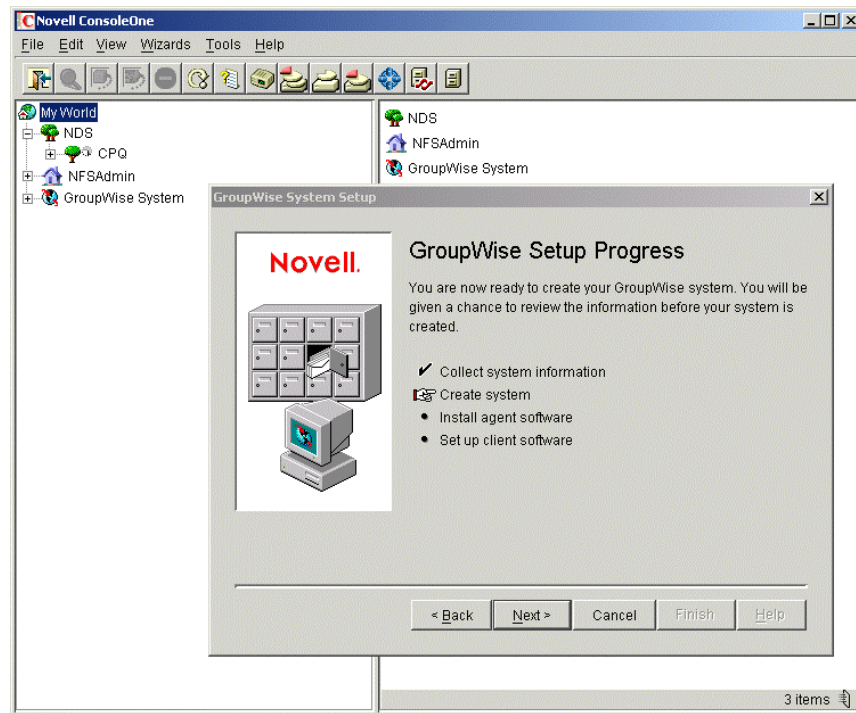 Novell ConsoleOne
File Edit View Wizards Tools Help
My World
NDS
CPQ
NFSAdmin
GroupWise System
NDS
NFSAdmin
GroupWise System
GroupWise System Setup
Novell.
GroupWise Setup Progress
You are now ready to create your GroupWise system. You will be
given a chance to review the information before your system is
created.
Collect system information
Create system
• Install agent software
• Set up client software
< Back Next > Cancel Finish Help
3 items